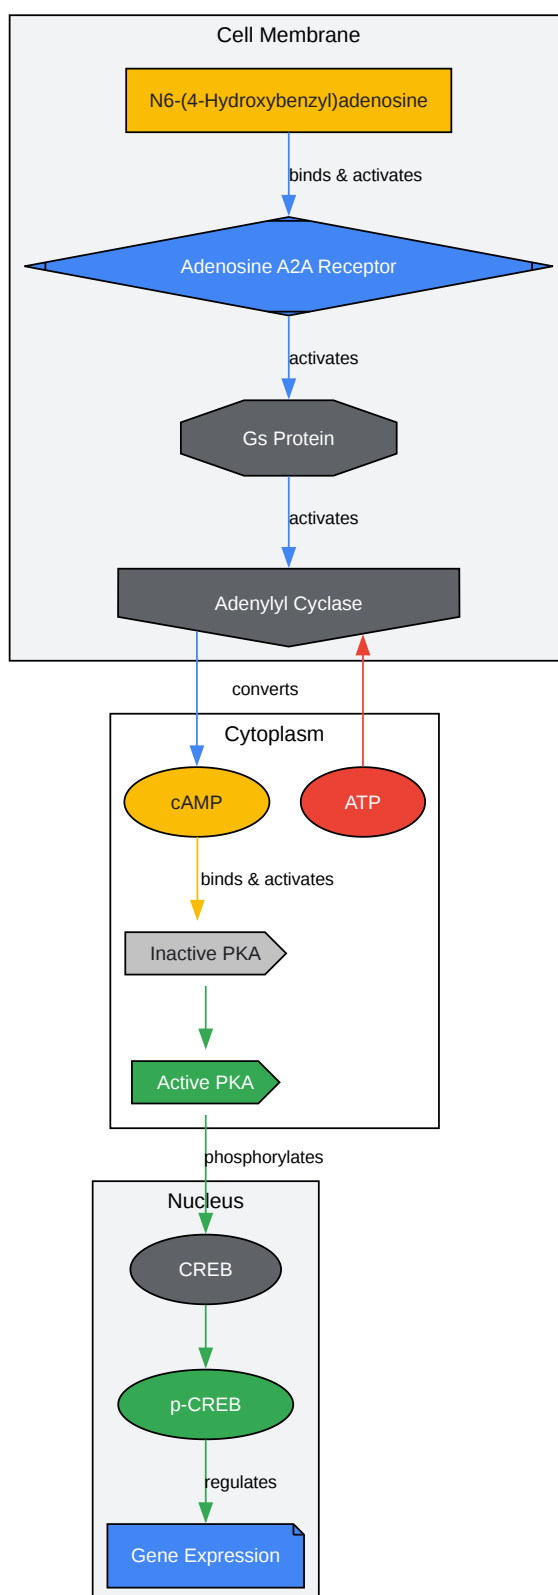 Cell Membrane
N6-(4-Hydroxybenzyl)adenosine
binds & activates
Adenosine A2A Receptor
activates
Gs Protein
activates
Adenylyl Cyclase
converts
Cytoplasm
cAMP
ATP
binds & activates
Inactive PKA
Active PKA
phosphorylates
Nucleus
CREB
p-CREB
regulates
Gene Expression